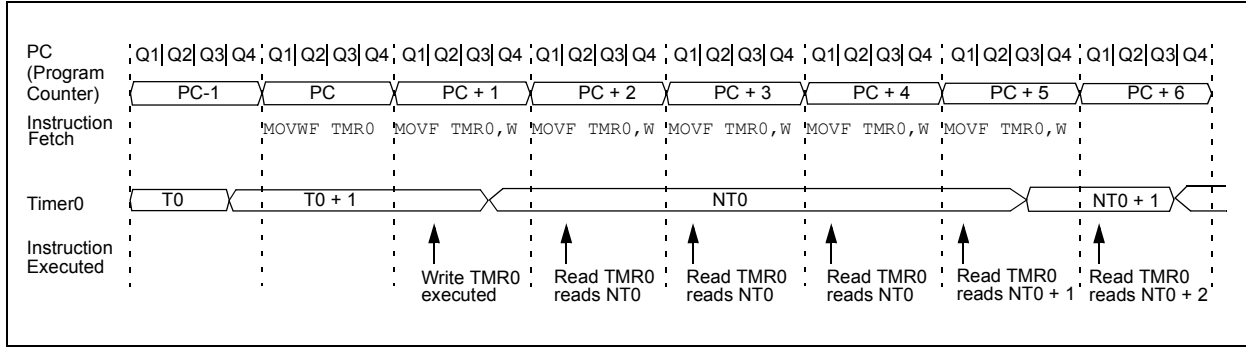 PC
(Program
Counter)
Q1 Q2 Q3 Q4 Q1 Q2 Q3 Q4 Q1 Q2 Q3 Q4 Q1 Q2 Q3 Q4 Q1 Q2 Q3 Q4 Q1 Q2 Q3 Q4 Q1 Q2 Q3 Q4 Q1 Q2 Q3 Q4
PC-1 PC PC + 1 PC + 2 PC + 3 PC + 4 PC + 5 PC + 6
Instruction
Fetch
MOVWF TMR0 MOVF TMR0,W MOVF TMR0,W MOVF TMR0,W MOVF TMR0,W MOVF TMR0,W
Timer0
T0 T0 + 1 NT0 NT0 + 1
Instruction
Executed
Write TMR0
executed
Read TMR0
reads NT0
Read TMR0
reads NT0
Read TMR0
reads NT0
Read TMR0
reads NT0 + 1
Read TMR0
reads NT0 + 2